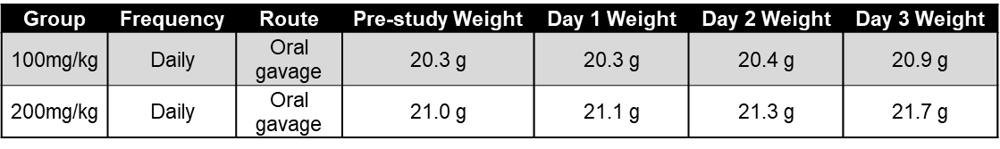 Group Frequency Route Pre-study Weight Day 1 Weight Day 2 Weight Day 3 Weight
100mg/kg Daily Oral gavage 20.3 g 20.3 g 20.4 g 20.9 g
200mg/kg Daily Oral gavage 21.0 g 21.1 g 21.3 g 21.7 g